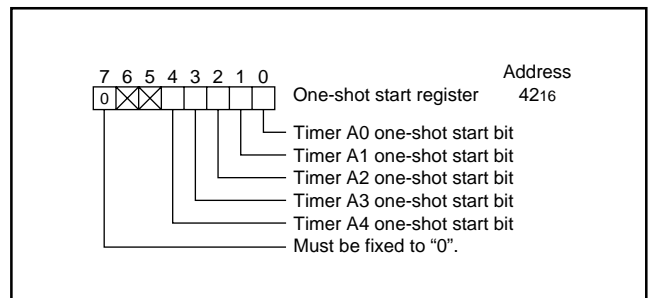 Address
7 6 5 4 3 2 1 0
0 One-shot start register 4216
Timer A0 one-shot start bit
Timer A1 one-shot start bit
Timer A2 one-shot start bit
Timer A3 one-shot start bit
Timer A4 one-shot start bit
Must be fixed to “0”.